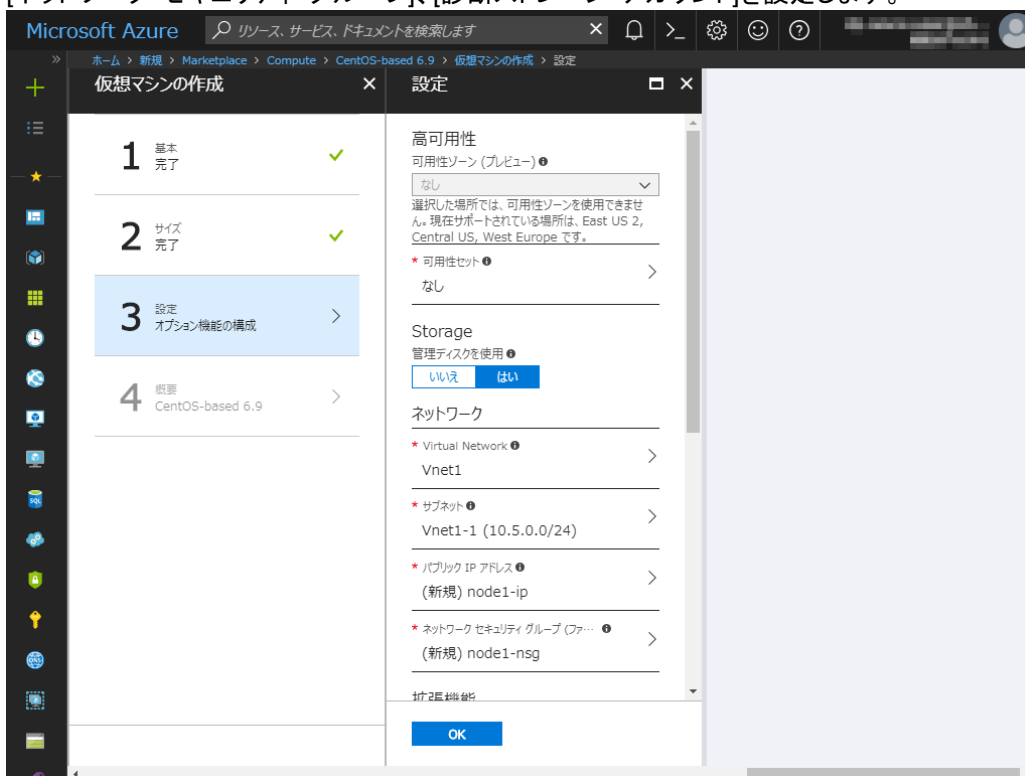 [ネットワーク セキュリティ グループ]、[診断ストレージ アカウント]を設定します。
Microsoft Azure
リソース、サービス、ドキュメントを検索します
ホーム > 新規 > Marketplace > Compute > CentOS-based 6.9 > 仮想マシンの作成 > 設定
仮想マシンの作成
1 基本
完了
2 サイズ
完了
3 設定
オプション機能の構成
4 概要
CentOS-based 6.9
設定
高可用性
可用性ゾーン (プレビュー)
なし
選択した場所では、可用性ゾーンを使用できませ
ん。現在サポートされている場所は、East US 2,
Central US, West Europe です。
* 可用性セット
なし
Storage
管理ディスクを使用
いいえ はい
ネットワーク
* Virtual Network
Vnet1
* サブネット
Vnet1-1 (10.5.0.0/24)
* パブリック IP アドレス
(新規) node1-ip
* ネットワーク セキュリティ グループ (ファ…
(新規) node1-nsg
拡張機能
OK
SQL
DNS